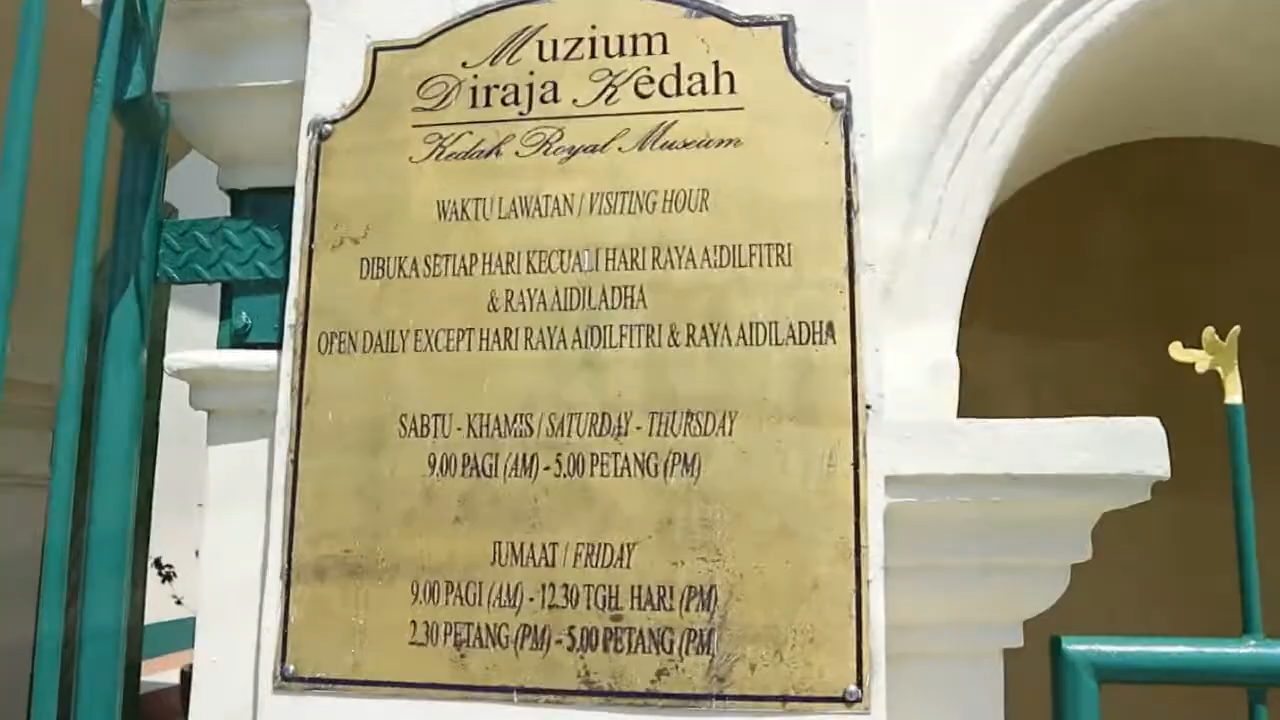 Muzium
Diraja Kedah
Kedah Royal Museum
WAKTU LAWATAN / VISITING HOUR
DIBUKA SETIAP HARI KECUALI HARI RAYA AIDILFITRI
& RAYA AIDILADHA
OPEN DAILY EXCEPT HARI RAYA AIDILFITRI & RAYA AIDILADHA
SABTU - KHAMIS / SATURDAY - THURSDAY
9.00 PAGI (AM) - 5.00 PETANG (PM)
JUMAAT / FRIDAY
9.00 PAGI (AM) - 12.30 TGH. HARI (PM)
2.30 PETANG (PM) - 5.00 PETANG (PM)